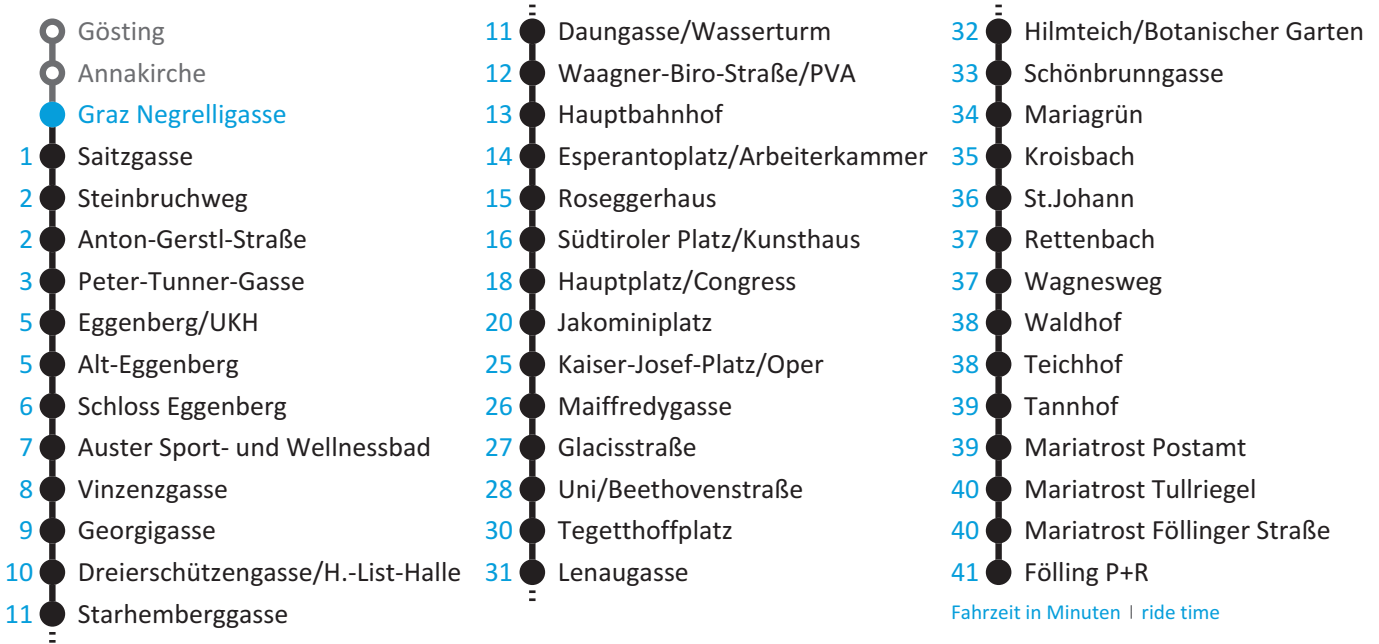 Gösting
Annakirche
Graz Negrelligasse
1 Saitzgasse
2 Steinbruchweg
2 Anton-Gerstl-Straße
3 Peter-Tunner-Gasse
5 Eggenberg/UKH
5 Alt-Eggenberg
6 Schloss Eggenberg
7 Auster Sport- und Wellnessbad
8 Vinzenzgasse
9 Georgigasse
10 Dreierschützengasse/H.-List-Halle
11 Starhemberggasse
11 Daungasse/Wasserturm
12 Waagner-Biro-Straße/PVA
13 Hauptbahnhof
14 Esperantoplatz/Arbeiterkammer
15 Roseggerhaus
16 Südtiroler Platz/Kunsthaus
18 Hauptplatz/Congress
20 Jakominiplatz
25 Kaiser-Josef-Platz/Oper
26 Maiffredygasse
27 Glacisstraße
28 Uni/Beethovenstraße
30 Tegetthoffplatz
31 Lenaugasse
32 Hilmteich/Botanischer Garten
33 Schönbrunngasse
34 Mariagrün
35 Kroisbach
36 St.Johann
37 Rettenbach
37 Wagnesweg
38 Waldhof
38 Teichhof
39 Tannhof
39 Mariatrost Postamt
40 Mariatrost Tullriegel
40 Mariatrost Föllinger Straße
41 Fölling P+R
Fahrzeit in Minuten | ride time